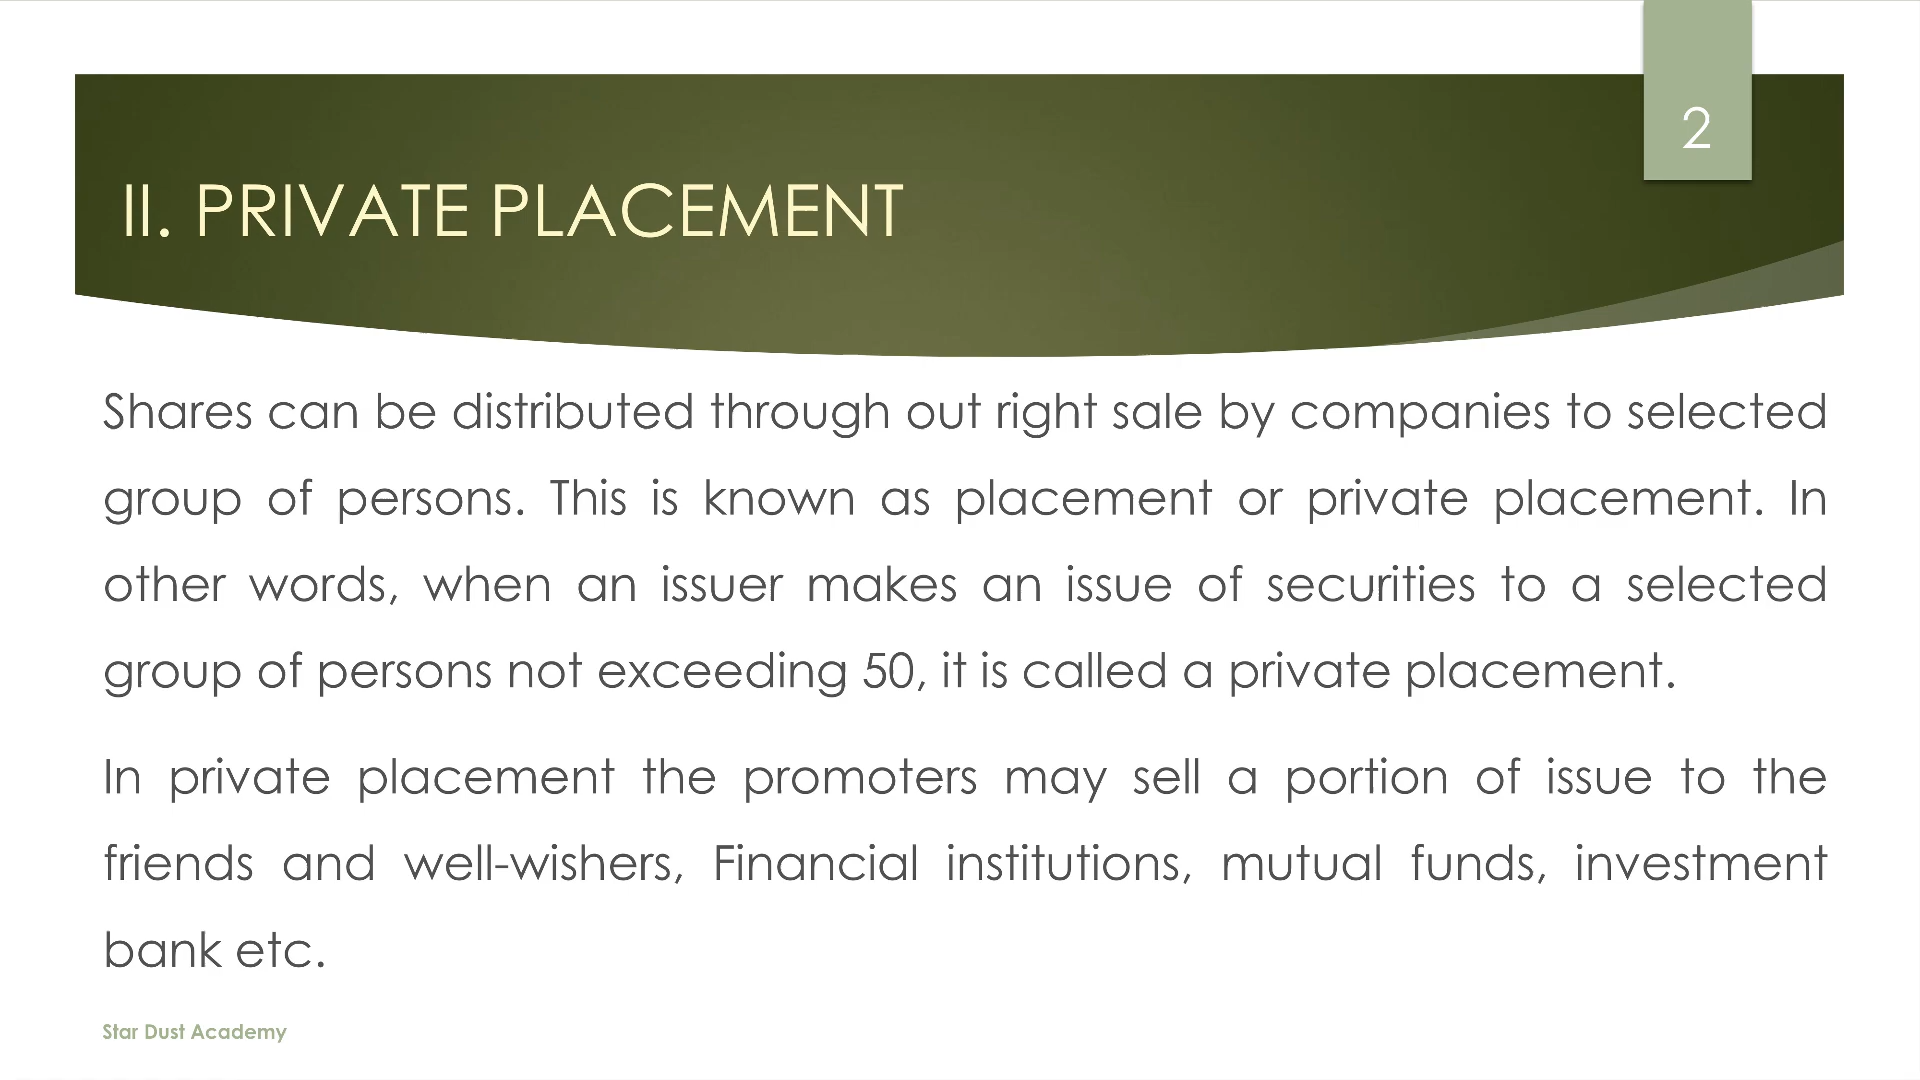 2
II. PRIVATE PLACEMENT
Shares can be distributed through out right sale by companies to selected
group of persons. This is known as placement or private placement. In
other words, when an issuer makes an issue of securities to a selected
group of persons not exceeding 50, it is called a private placement.
In private placement the promoters may sell a portion of issue to the
friends and well-wishers, Financial institutions, mutual funds, investment
bank etc.
Star Dust Academy